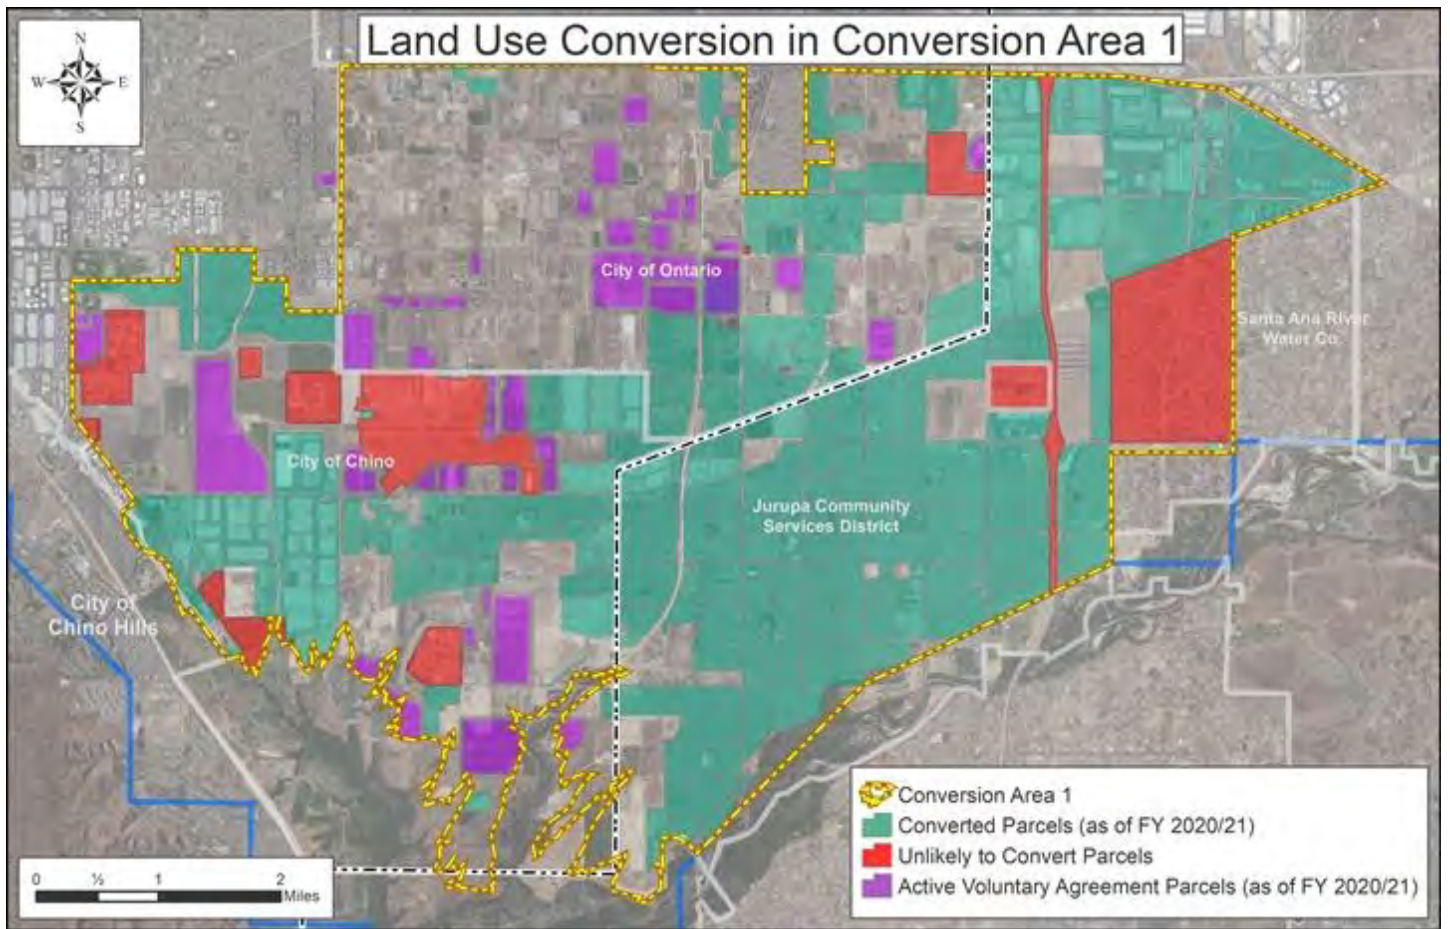 Land Use Conversion in Conversion Area 1
N
W
E
S
City of Ontario
Santa Ana River
Water Co.
City of Chino
Jurupa Community
Services District
City of
Chino Hills
Conversion Area 1
Converted Parcels (as of FY 2020/21)
Unlikely to Convert Parcels
Active Voluntary Agreement Parcels (as of FY 2020/21)
0 ½ 1 2
Miles